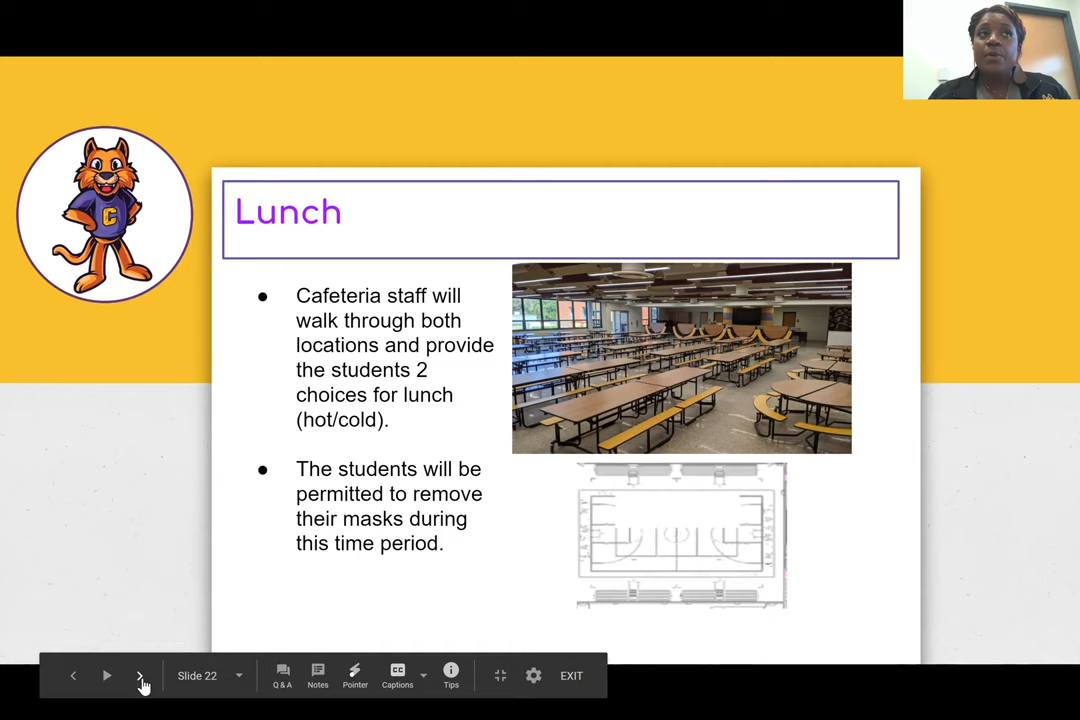 C
Lunch
● Cafeteria staff will
walk through both
locations and provide
the students 2
choices for lunch
(hot/cold).
● The students will be
permitted to remove
their masks during
this time period.
Slide 22
Q & A
Notes
Pointer
CC
Captions
Tips
EXIT